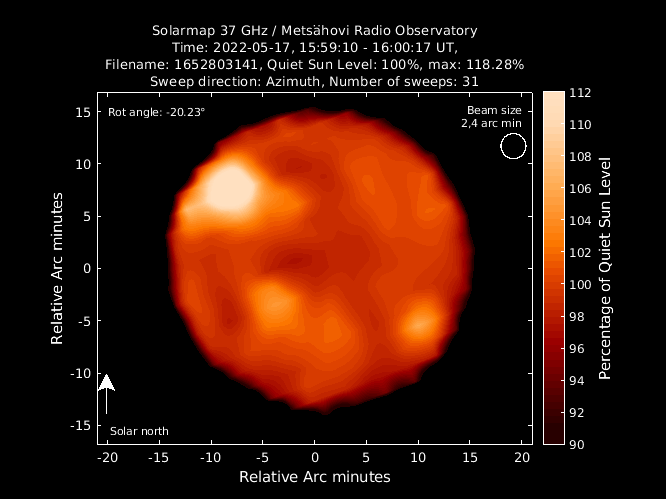 Solarmap 37 GHz / Metsähovi Radio Observatory
Time: 2022-05-17, 15:59:10 - 16:00:17 UT,
Filename: 1652803141, Quiet Sun Level: 100%, max: 118.28%
Sweep direction: Azimuth, Number of sweeps: 31
Rot angle: -20.23°
Beam size
2,4 arc min
15
10
5
0
-5
-10
-15
Relative Arc minutes
Solar north
-20
-15
-10
-5
0
5
10
15
20
Relative Arc minutes
112
110
108
106
104
102
100
98
96
94
92
90
Percentage of Quiet Sun Level